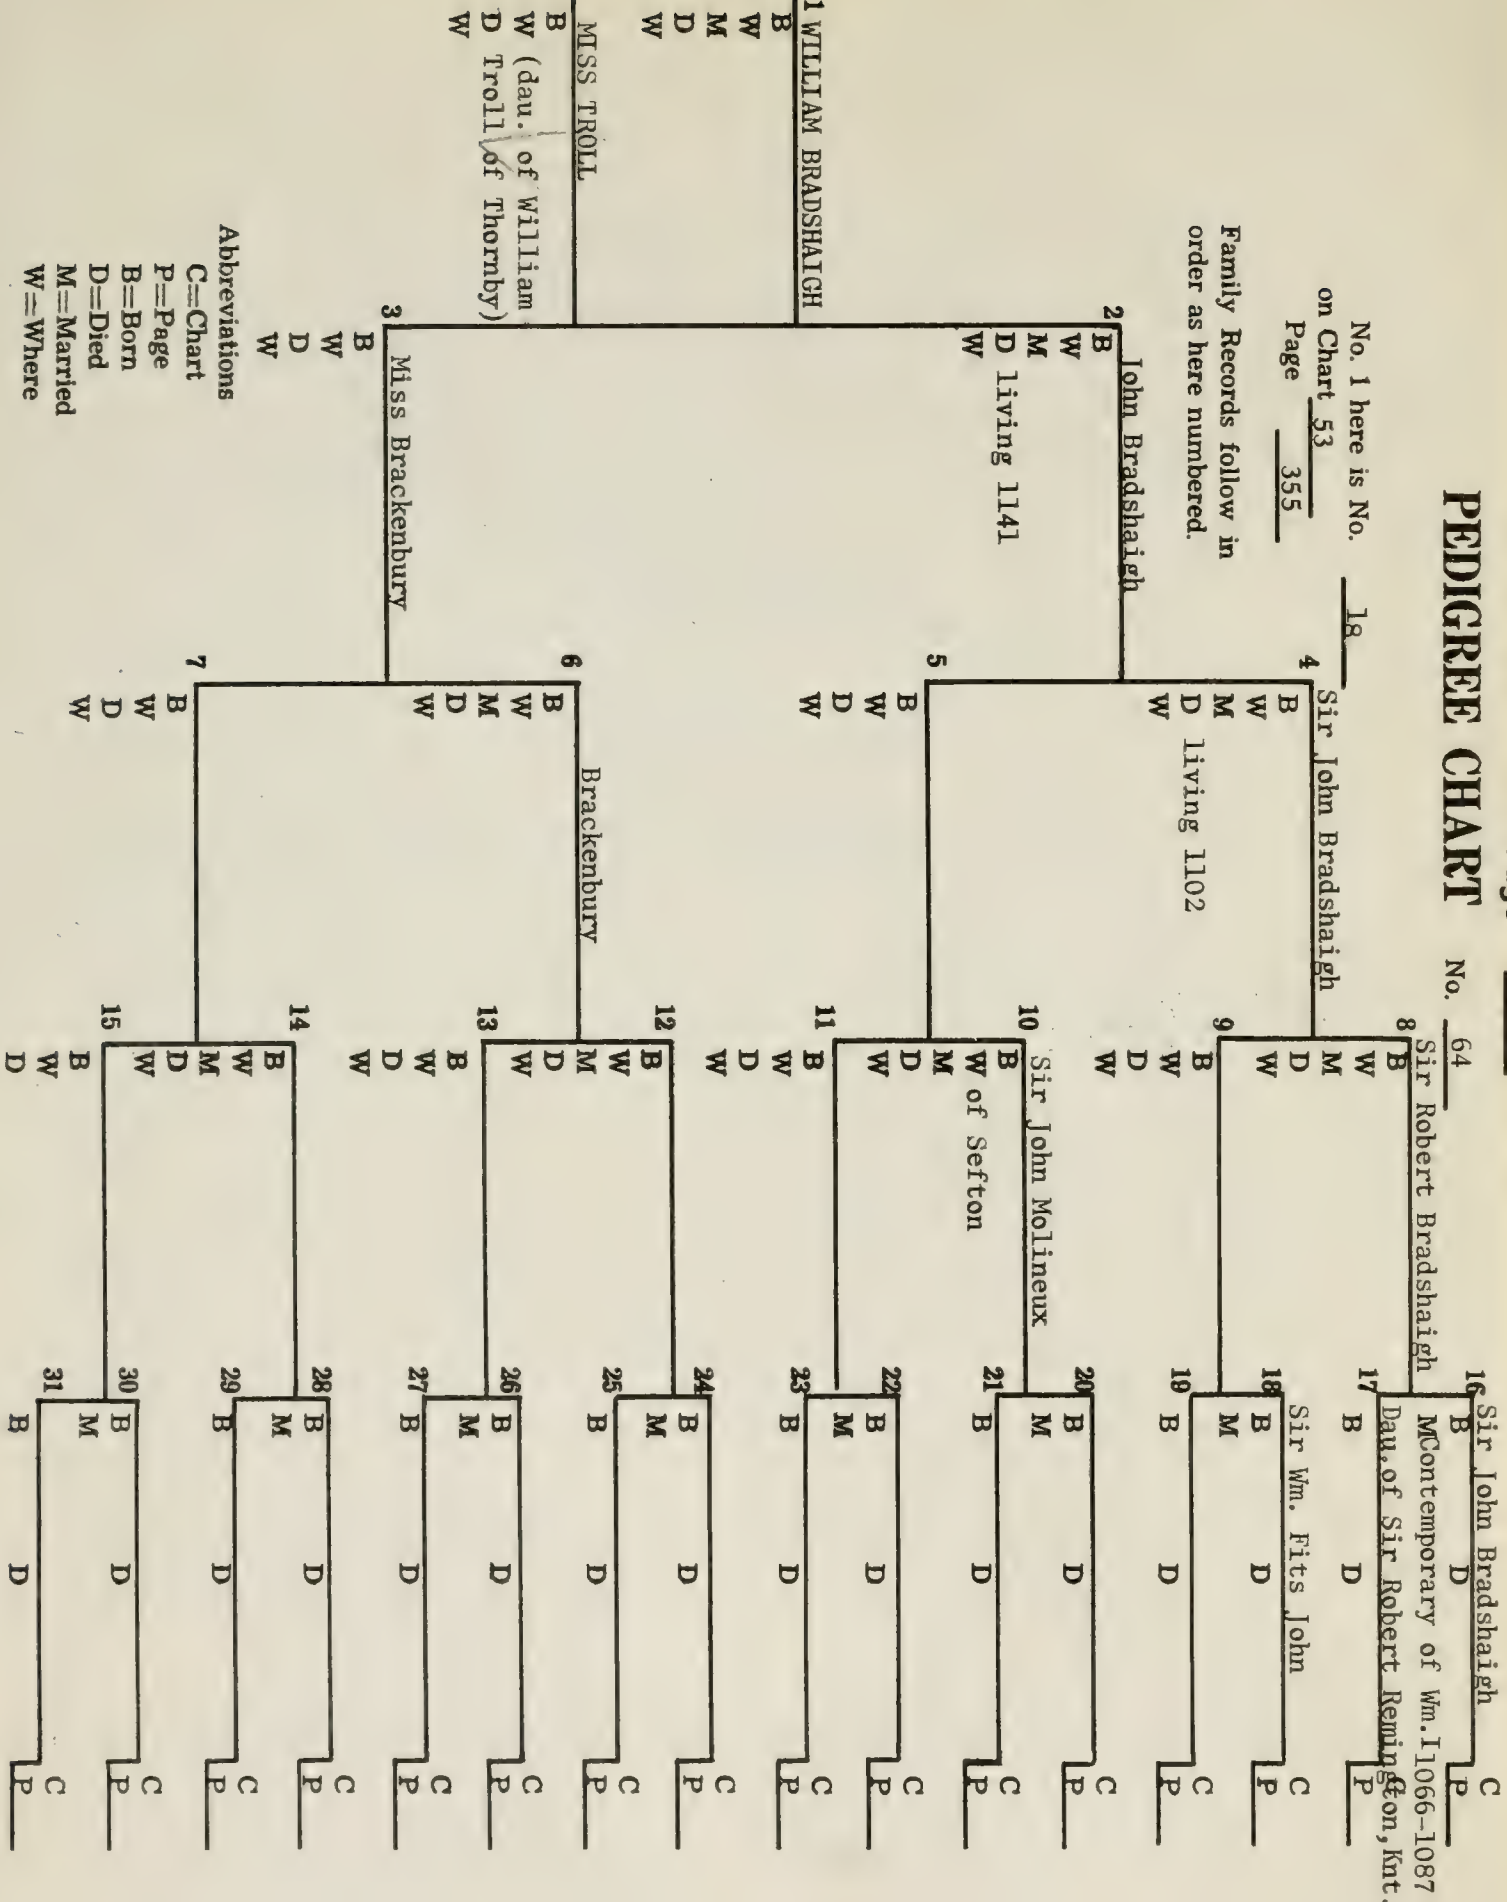 PEDIGREE CHART No. 64
No. 1 here is No. 18
on Chart 53
Page 355
Family Records follow in
order as here numbered.
1 WILLIAM BRADSHAIGH
B
W
M
D
W
MISS TROLL
B
W (dau. of William
D Troll of Thornby)
W
2 John Bradshaigh
B
W
M
D living 1141
W
3 Miss Brackenbury
B
W
D
W
4 Sir John Bradshaigh
B
W
M
D living 1102
W
5
B
W
D
W
6 Brackenbury
B
W
M
D
W
7
B
W
D
W
8 Sir Robert Bradshaigh
B
W
M
D
W
9
B
W
D
W
10 Sir John Molineux
B
W of Sefton
M
D
W
11
B
W
D
W
12
B
W
M
D
W
13
B
W
D
W
14
B
W
M
D
W
15
B
W
D
16 Sir John Bradshaigh
B D
M Contemporary of Wm.I1066-1087
C
P
17 Dau.of Sir Robert Remington,Knt.
B D
C
P
18 Sir Wm. Fits John
B D
M
C
P
19
B D
C
P
20
B D
M
C
P
21
B D
C
P
22
B D
M
C
P
23
B D
C
P
24
B D
M
C
P
25
B D
C
P
26
B D
M
C
P
27
B D
C
P
28
B D
M
C
P
29
B D
C
P
30
B D
M
C
P
31
B D
C
P
Abbreviations
C=Chart
P=Page
B=Born
D=Died
M=Married
W=Where